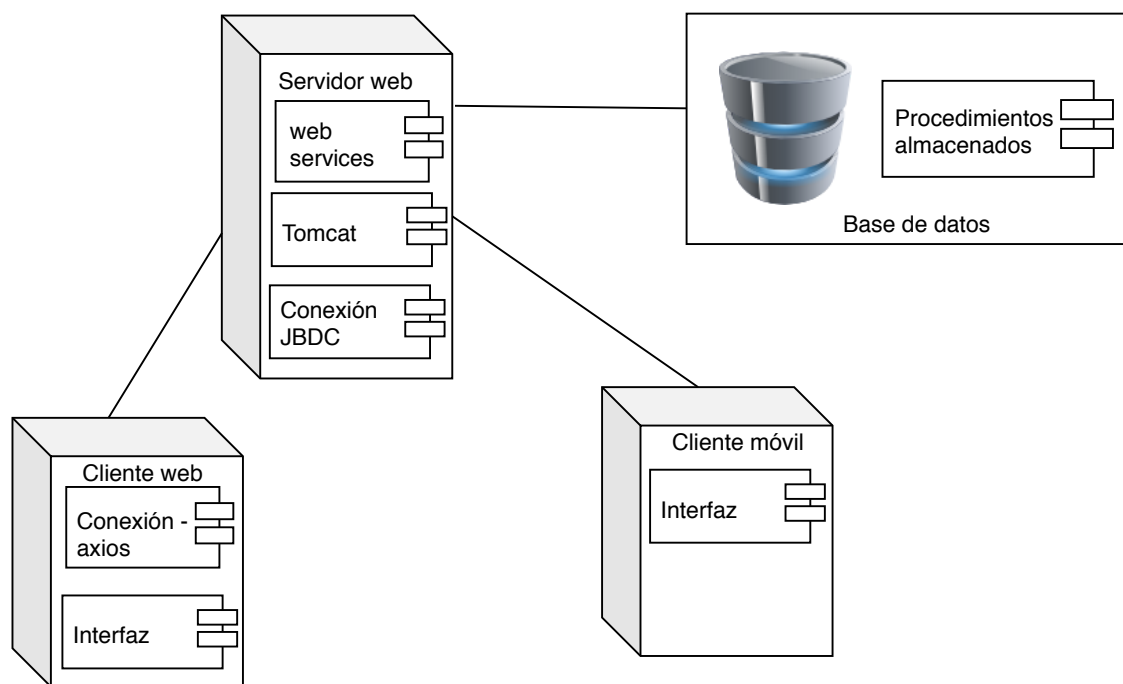 Servidor web
web
services
Tomcat
Conexión
JBDC
Procedimientos
almacenados
Base de datos
Cliente web
Conexión -
axios
Interfaz
Cliente móvil
Interfaz